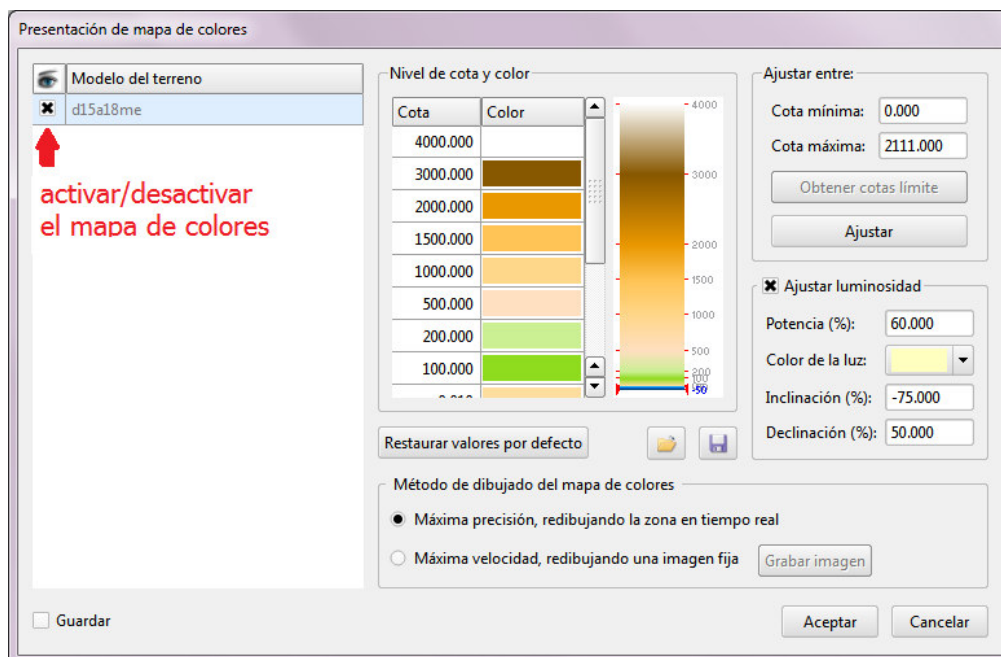 Presentación de mapa de colores
Modelo del terreno
d15a18me
activar/desactivar
el mapa de colores
Nivel de cota y color
Cota Color
4000.000
3000.000
2000.000
1500.000
1000.000
500.000
200.000
100.000
4000
3000
2000
1500
1000
500
200
100
-50
Restaurar valores por defecto
Ajustar entre:
Cota mínima: 0.000
Cota máxima: 2111.000
Obtener cotas límite
Ajustar
Ajustar luminosidad
Potencia (%): 60.000
Color de la luz:
Inclinación (%): -75.000
Declinación (%): 50.000
Método de dibujado del mapa de colores
Máxima precisión, redibujando la zona en tiempo real
Máxima velocidad, redibujando una imagen fija Grabar imagen
Guardar
Aceptar Cancelar